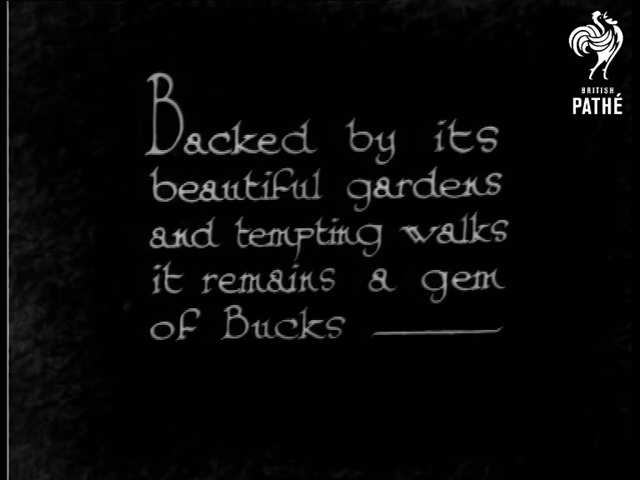 BRITISH
PATHÉ
Backed by its
beautiful gardens
and tempting walks
it remains a gem
of Bucks